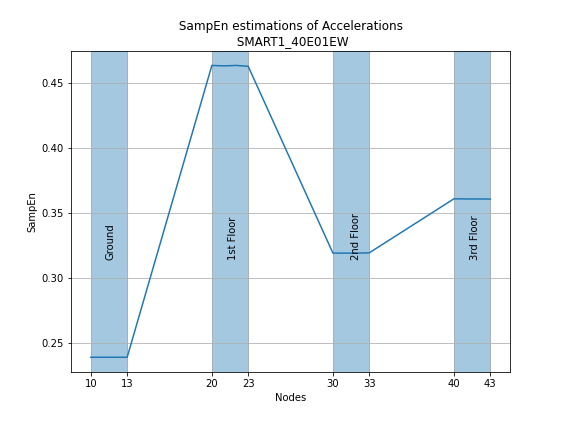 SampEn estimations of Accelerations
SMART1_40E01EW
SampEn
0.45
0.40
0.35
0.30
0.25
Ground
1st Floor
2nd Floor
3rd Floor
10 13 20 23 30 33 40 43
Nodes